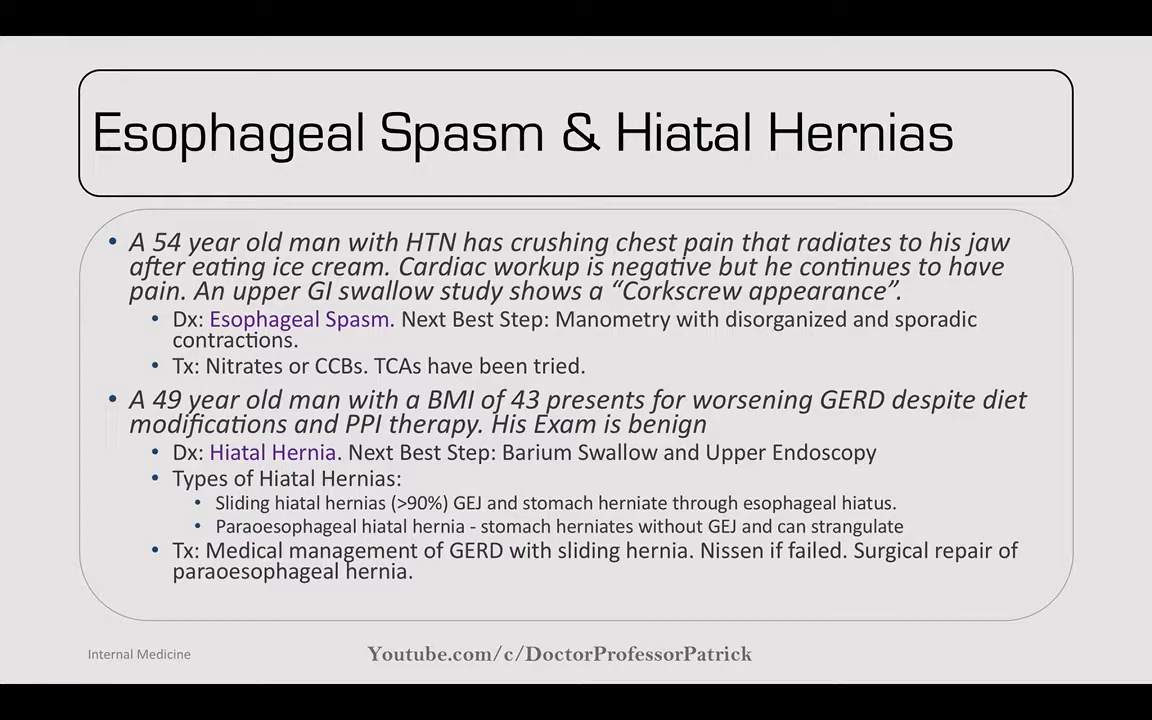 Esophageal Spasm & Hiatal Hernias
• A 54 year old man with HTN has crushing chest pain that radiates to his jaw
after eating ice cream. Cardiac workup is negative but he continues to have
pain. An upper GI swallow study shows a “Corkscrew appearance”.
• Dx: Esophageal Spasm. Next Best Step: Manometry with disorganized and sporadic
contractions.
• Tx: Nitrates or CCBs. TCAs have been tried.
• A 49 year old man with a BMI of 43 presents for worsening GERD despite diet
modifications and PPI therapy. His Exam is benign
• Dx: Hiatal Hernia. Next Best Step: Barium Swallow and Upper Endoscopy
• Types of Hiatal Hernias:
• Sliding hiatal hernias (>90%) GEJ and stomach herniate through esophageal hiatus.
• Paraoesophageal hiatal hernia - stomach herniates without GEJ and can strangulate
• Tx: Medical management of GERD with sliding hernia. Nissen if failed. Surgical repair of
paraoesophageal hernia.
Internal Medicine
Youtube.com/c/DoctorProfessorPatrick